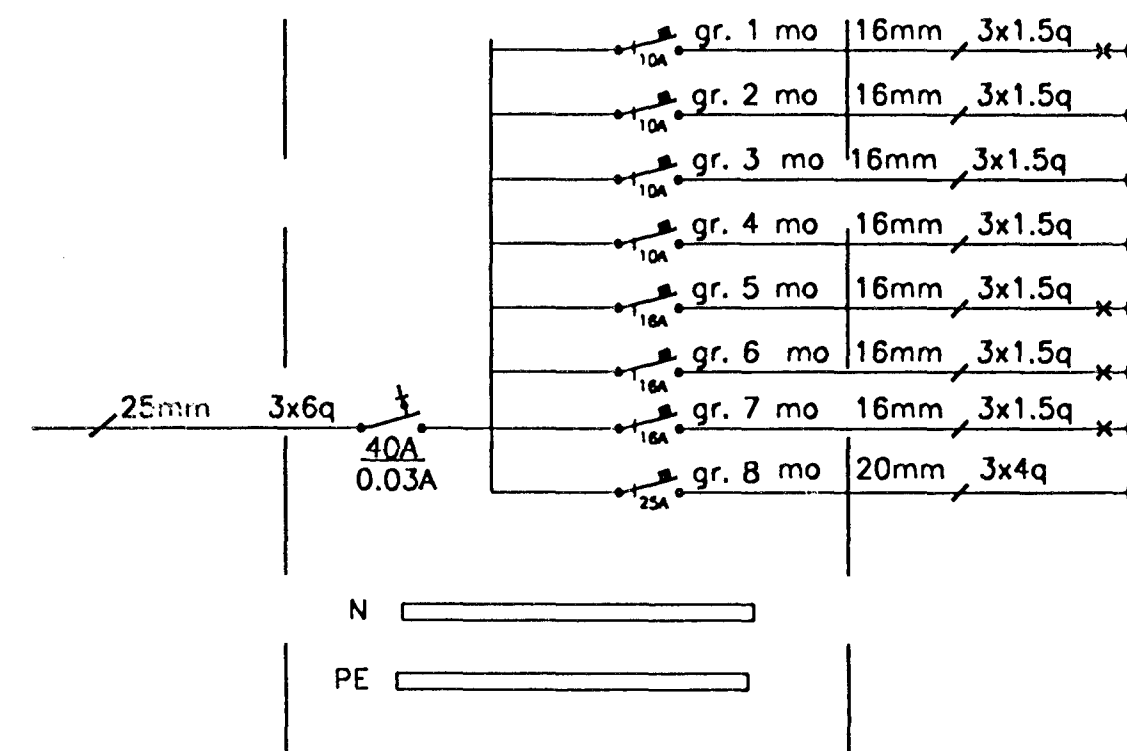 gr. 1 mo 16mm 3x1.5q
10A
gr. 2 mo 16mm 3x1.5q
10A
gr. 3 mo 16mm 3x1.5q
10A
gr. 4 mo 16mm 3x1.5q
10A
gr. 5 mo 16mm 3x1.5q
16A
gr. 6 mo 16mm 3x1.5q
16A
25mm 3x6q
gr. 7 mo 16mm 3x1.5q
16A
40A
0.03A
gr. 8 mo 20mm 3x4q
25A
N
PE